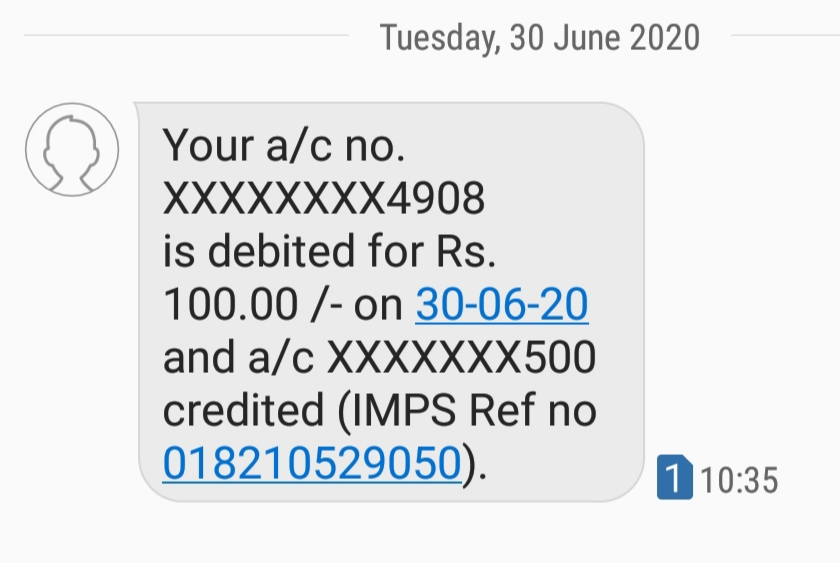 Tuesday, 30 June 2020
Your a/c no.
XXXXXXXX4908
is debited for Rs.
100.00 /- on 30-06-20
and a/c XXXXXXX500
credited (IMPS Ref no
018210529050).
1 10:35